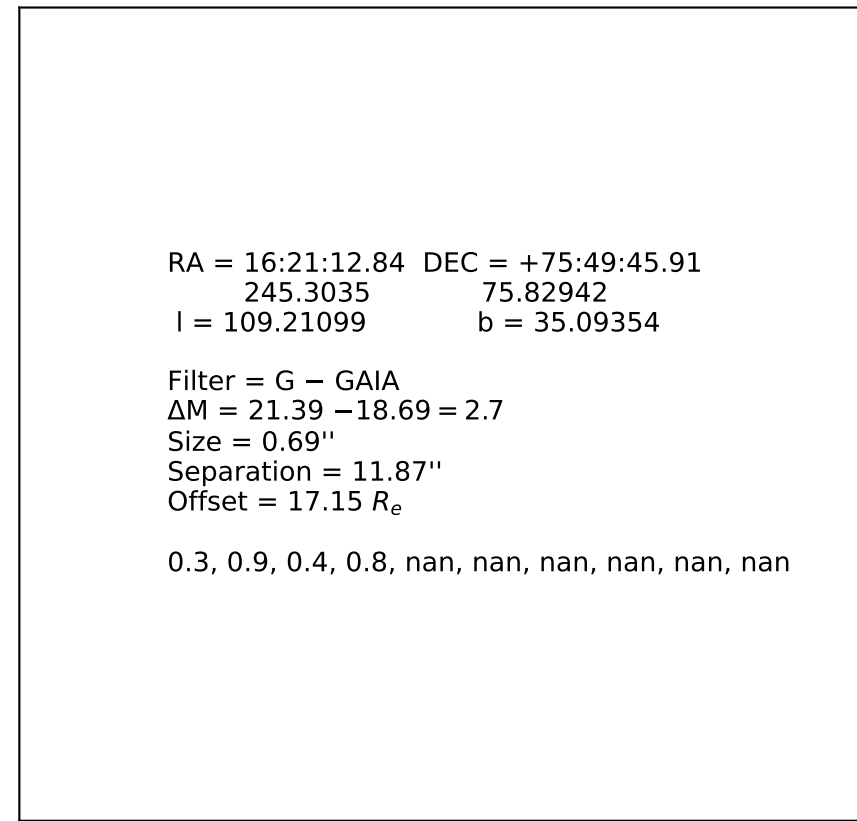 RA = 16:21:12.84  DEC = +75:49:45.91
245.3035 75.82942
l = 109.21099 b = 35.09354
Filter = G − GAIA
ΔM = 21.39 −18.69 = 2.7
Size = 0.69''
Separation = 11.87''
Offset = 17.15 Rₑ
0.3, 0.9, 0.4, 0.8, nan, nan, nan, nan, nan, nan